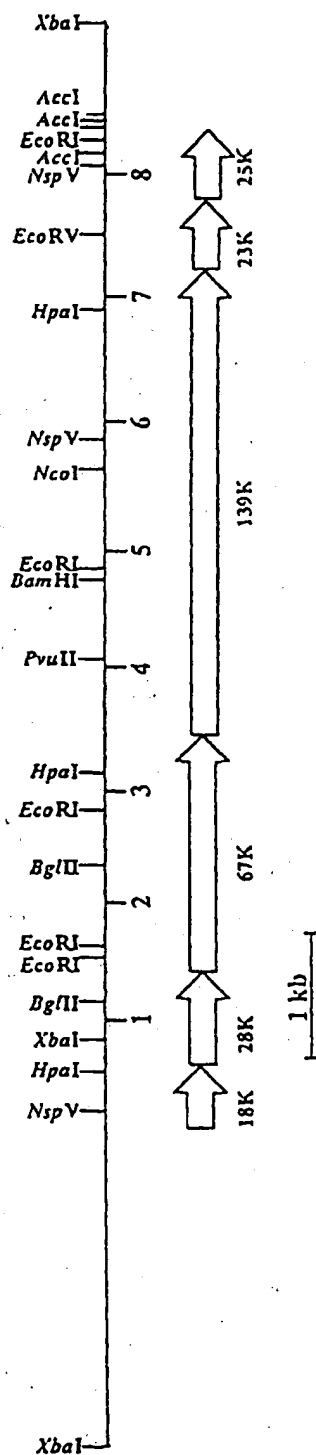 XbaI
NspV
HpaI
XbaI
BglII
EcoRI
EcoRI
BglII
EcoRI
HpaI
PvuII
BamHI
EcoRI
NcoI
NspV
HpaI
EcoRV
NspV
AccI
EcoRI
AccI
AccI
XbaI
1
2
3
4
5
6
7
8
18K
28K
67K
139K
23K
25K
1 kb